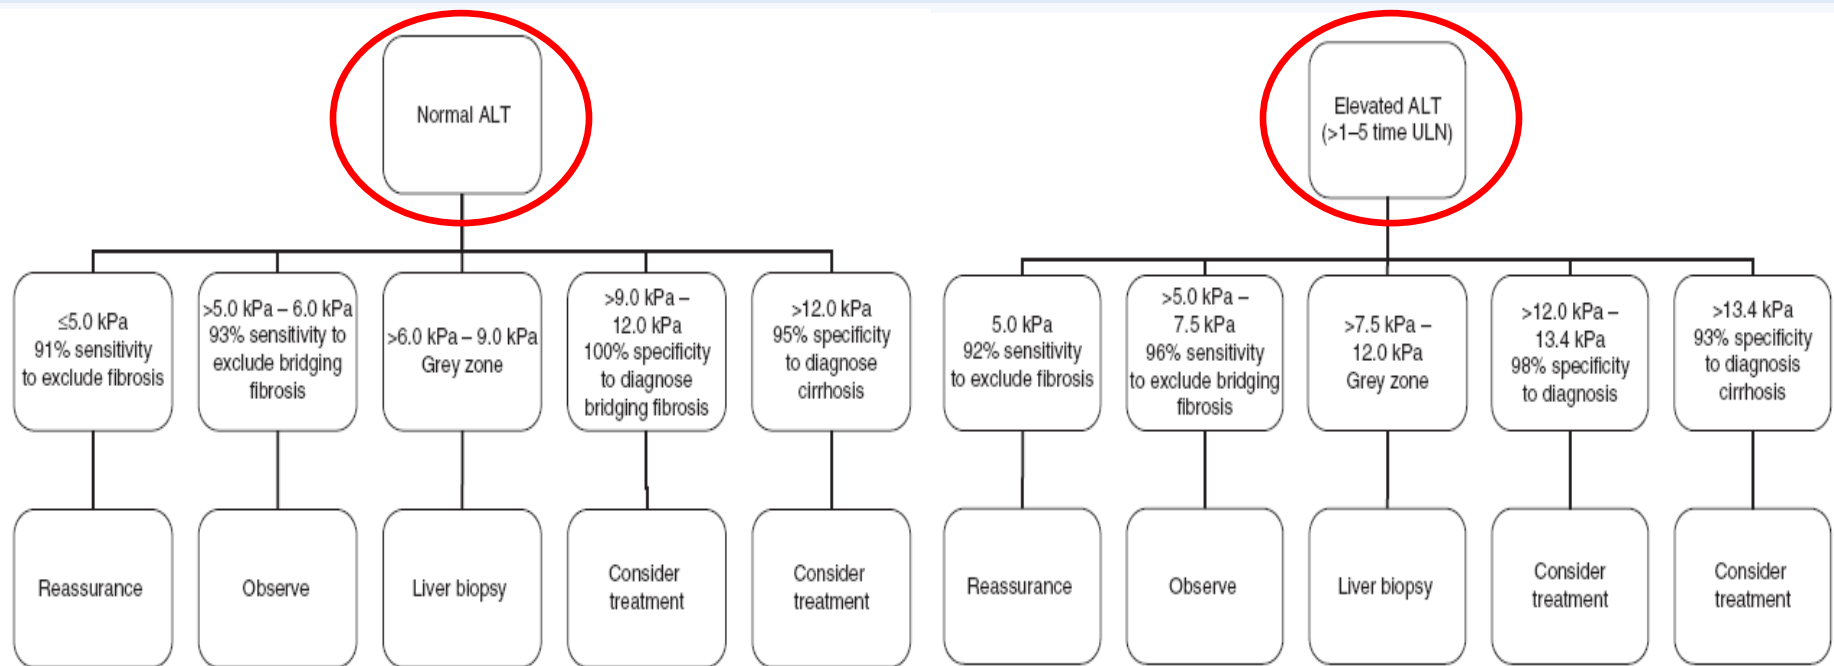 Normal ALT
≤5.0 kPa
91% sensitivity
to exclude fibrosis
>5.0 kPa – 6.0 kPa
93% sensitivity to
exclude bridging
fibrosis
>6.0 kPa – 9.0 kPa
Grey zone
>9.0 kPa –
12.0 kPa
100% specificity
to diagnose
bridging fibrosis
>12.0 kPa
95% specificity
to diagnose
cirrhosis
Reassurance
Observe
Liver biopsy
Consider
treatment
Consider
treatment
Elevated ALT
(>1–5 time ULN)
5.0 kPa
92% sensitivity
to exclude fibrosis
>5.0 kPa –
7.5 kPa
96% sensitivity
to exclude bridging
fibrosis
>7.5 kPa –
12.0 kPa
Grey zone
>12.0 kPa –
13.4 kPa
98% specificity
to diagnosis
>13.4 kPa
93% specificity
to diagnosis
cirrhosis
Reassurance
Observe
Liver biopsy
Consider
treatment
Consider
treatment